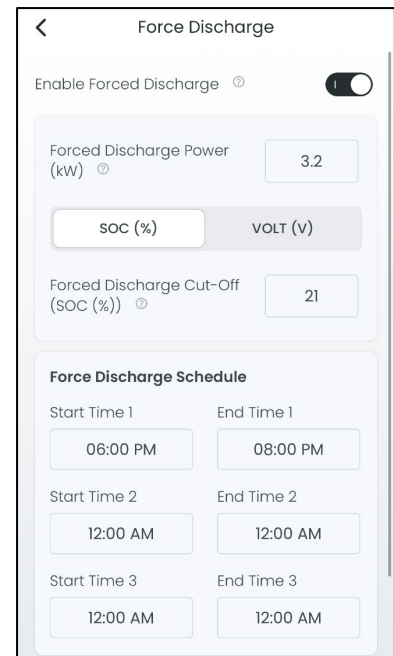 Force Discharge
Enable Forced Discharge
Forced Discharge Power
(kW)
3.2
SOC (%)
VOLT (V)
Forced Discharge Cut-Off
(SOC (%))
21
Force Discharge Schedule
Start Time 1
End Time 1
06:00 PM
08:00 PM
Start Time 2
End Time 2
12:00 AM
12:00 AM
Start Time 3
End Time 3
12:00 AM
12:00 AM